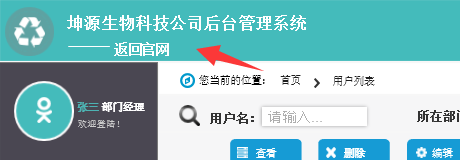 坤源生物科技公司后台管理系统
—— 返回官网
您当前的位置: 首页 > 用户列表
张三 部门经理
欢迎登陆!
用户名: 请输入... 所在部
查看 删除 编辑